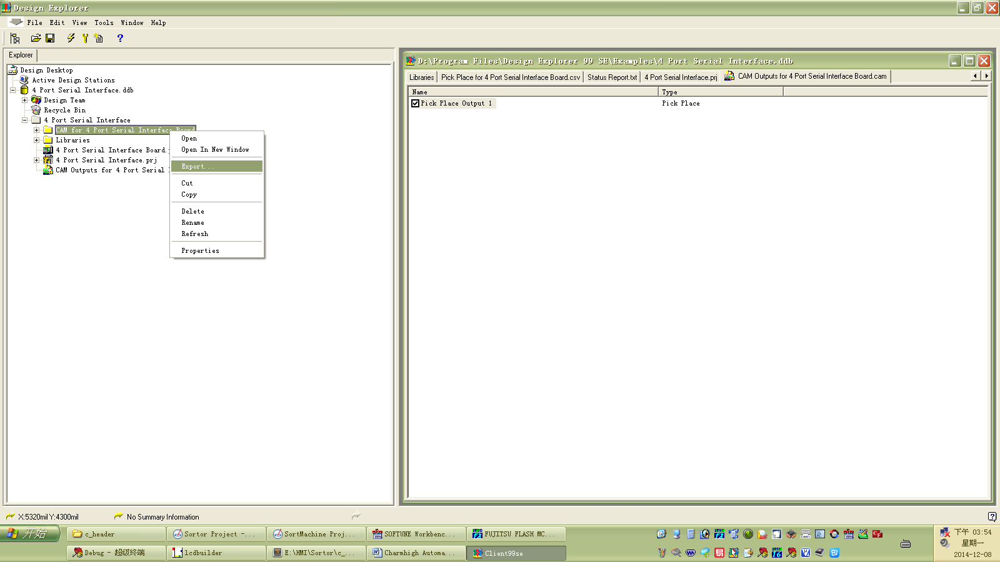 Design Explorer
File Edit View Tools Window Help
Explorer
Design Desktop
Active Design Stations
4 Port Serial Interface.ddb
Design Team
Recycle Bin
4 Port Serial Interface
CAM for 4 Port Serial Interface Board
Libraries
4 Port Serial Interface Board.
4 Port Serial Interface.prj
CAM Outputs for 4 Port Serial
Open
Open In New Window
Export...
Cut
Copy
Delete
Rename
Refresh
Properties
D:\Program Files\Design Explorer 99 SE\Examples\4 Port Serial Interface.ddb
Libraries Pick Place for 4 Port Serial Interface Board.csv Status Report.txt 4 Port Serial Interface.prj CAM Outputs for 4 Port Serial Interface Board.cam
Name Type
Pick Place Output 1 Pick Place
X:5320mil Y:4300mil No Summary Information
开始 c_header Sortor Project -... SortMachine Proj... SOFTUNE Workbenc... FUJITSU FLASH MC...
Debug - 超级终端 lcdbuilder E:\HMI\Sortor\c_... Charmhigh Automa... Client99se
下午 03:54
星期一
2014-12-08